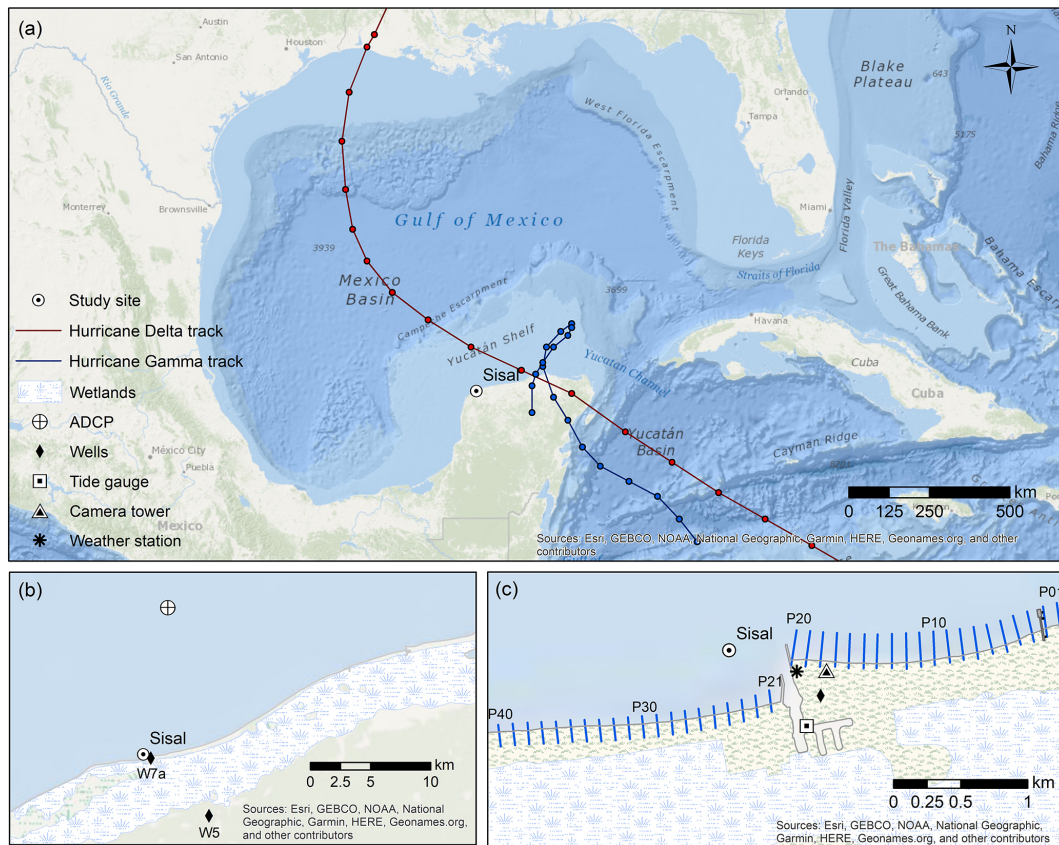 (a)
Austin
Houston
San Antonio
Rio Grande
Monterrey
Brownsville
Gulf of Mexico
3939
Mexico
Basin
Campeche Escarpment
Yucatán Shelf
West Florida Escarpment
3699
Orlando
Tampa
Miami
Florida
Keys
Straits of Florida
Florida Valley
Blake
Plateau
643
5175
Bahama Ridge
The Bahamas
Great Bahama Bank
Bahama Escar
Havana
Cuba
Cuba
Yucatan Channel
Yucatán
Basin
Cayman Ridge
N
Sisal
México City
Puebla
Mexico
Study site
Hurricane Delta track
Hurricane Gamma track
Wetlands
ADCP
Wells
Tide gauge
Camera tower
Weather station
km
0 125 250 500
Sources: Esri, GEBCO, NOAA, National Geographic, Garmin, HERE, Geonames.org, and other
contributors
(b)
Sisal
W7a
W5
km
0 2.5 5 10
Sources: Esri, GEBCO, NOAA, National
Geographic, Garmin, HERE, Geonames.org,
and other contributors
(c)
Sisal
P01
P10
P20
P21
P30
P40
km
0 0.25 0.5 1
Sources: Esri, GEBCO, NOAA, National Geographic,
Garmin, HERE, Geonames.org, and other contributors